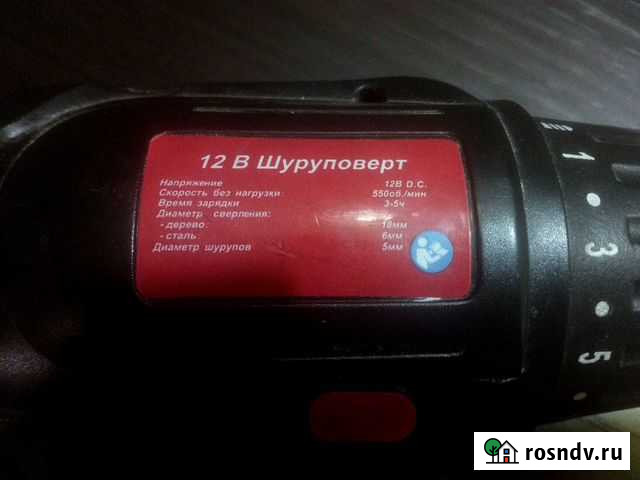 12 В Шуруповерт
Напряжение 12В D.C.
Скорость без нагрузки: 550об./мин
Время зарядки 3-5ч
Диаметр сверления:
-дерево: 18мм
-сталь: 6мм
Диаметр шурупов 5мм
1
3
5
rosndv.ru